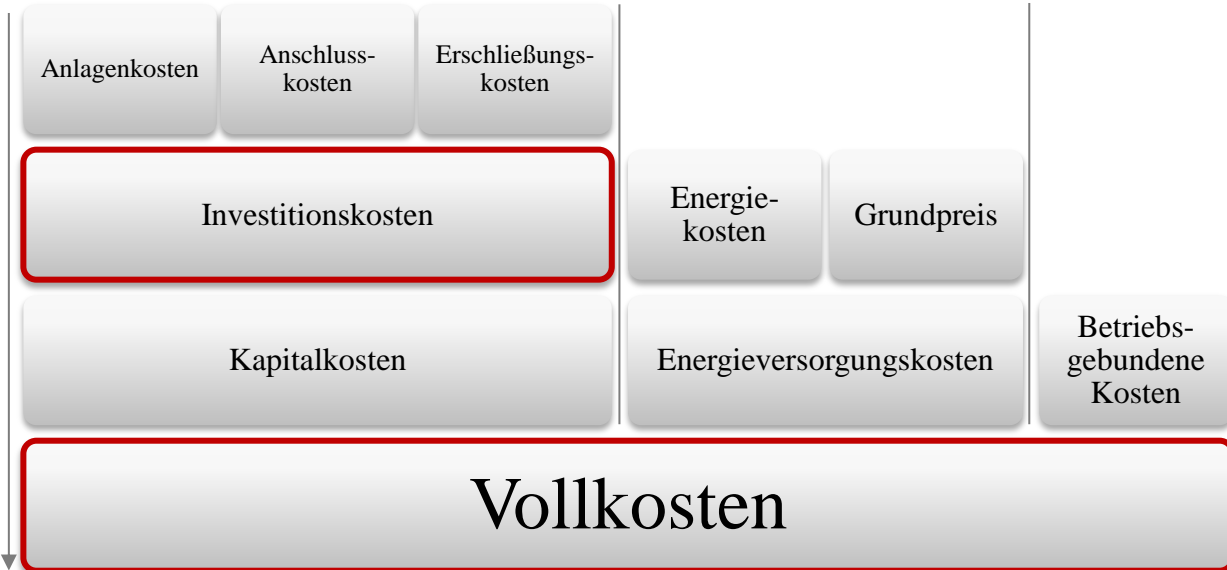 Anlagenkosten
Anschluss-
kosten
Erschließungs-
kosten
Investitionskosten
Energie-
kosten
Grundpreis
Kapitalkosten
Energieversorgungskosten
Betriebs-
gebundene
Kosten
Vollkosten